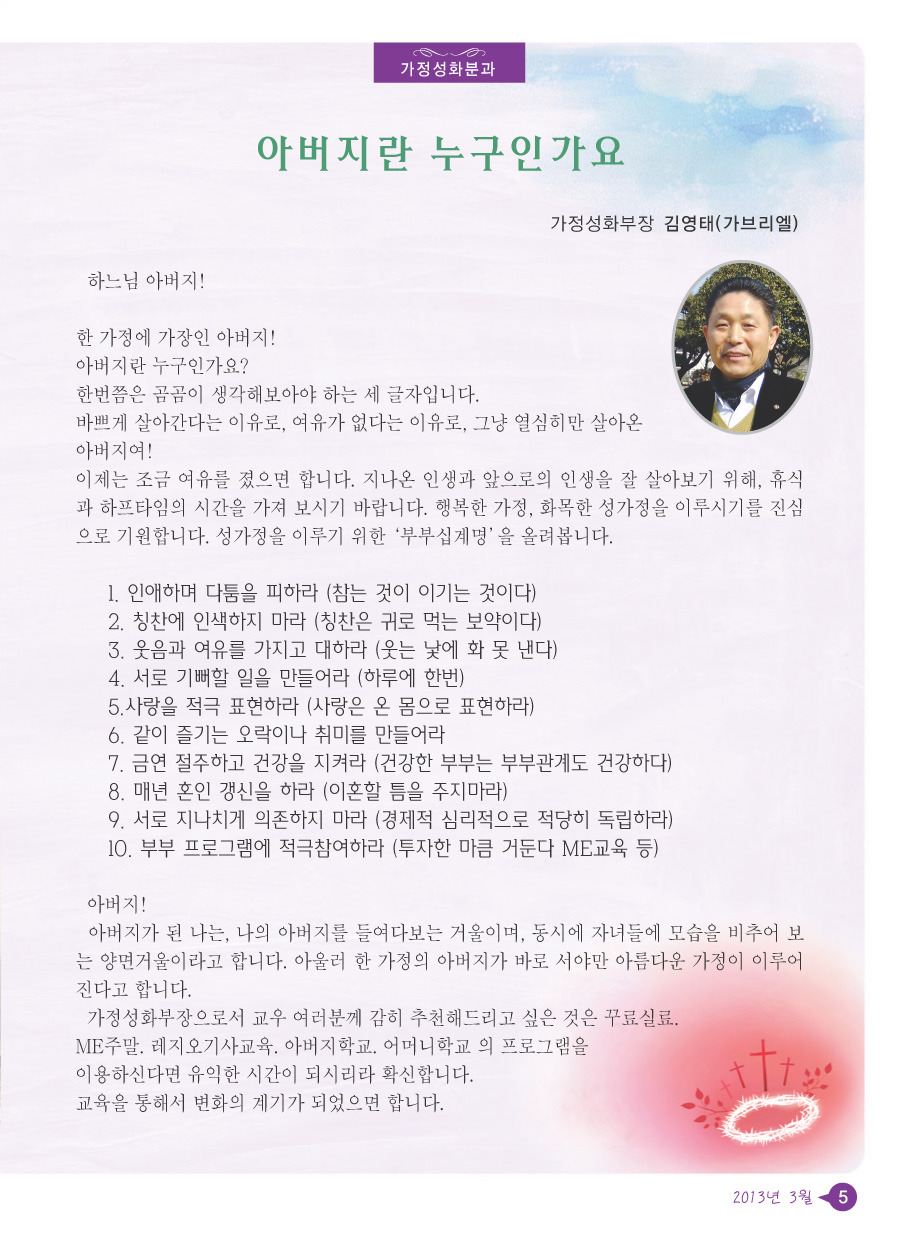 가정성화분과
아버지란 누구인가요
가정성화부장 김영태(가브리엘)
하느님 아버지!
한 가정에 가장인 아버지!
아버지란 누구인가요?
한번쯤은 곰곰이 생각해보아야 하는 세 글자입니다.
바쁘게 살아간다는 이유로, 여유가 없다는 이유로, 그냥 열심히만 살아온
아버지여!
이제는 조금 여유를 졌으면 합니다. 지나온 인생과 앞으로의 인생을 잘 살아보기 위해, 휴식
과 하프타임의 시간을 가져 보시기 바랍니다. 행복한 가정, 화목한 성가정을 이루시기를 진심
으로 기원합니다. 성가정을 이루기 위한 ‘부부십계명’을 올려봅니다.
1. 인애하며 다툼을 피하라 (참는 것이 이기는 것이다)
2. 칭찬에 인색하지 마라 (칭찬은 귀로 먹는 보약이다)
3. 웃음과 여유를 가지고 대하라 (웃는 낯에 화 못 낸다)
4. 서로 기뻐할 일을 만들어라 (하루에 한번)
5.사랑을 적극 표현하라 (사랑은 온 몸으로 표현하라)
6. 같이 즐기는 오락이나 취미를 만들어라
7. 금연 절주하고 건강을 지켜라 (건강한 부부는 부부관계도 건강하다)
8. 매년 혼인 갱신을 하라 (이혼할 틈을 주지마라)
9. 서로 지나치게 의존하지 마라 (경제적 심리적으로 적당히 독립하라)
10. 부부 프로그램에 적극참여하라 (투자한 마큼 거둔다 ME교육 등)
아버지!
아버지가 된 나는, 나의 아버지를 들여다보는 거울이며, 동시에 자녀들에 모습을 비추어 보
는 양면거울이라고 합니다. 아울러 한 가정의 아버지가 바로 서야만 아름다운 가정이 이루어
진다고 합니다.
가정성화부장으로서 교우 여러분께 감히 추천해드리고 싶은 것은 꾸르실료.
ME주말. 레지오기사교육. 아버지학교. 어머니학교 의 프로그램을
이용하신다면 유익한 시간이 되시리라 확신합니다.
교육을 통해서 변화의 계기가 되었으면 합니다.
2013년 3월 5